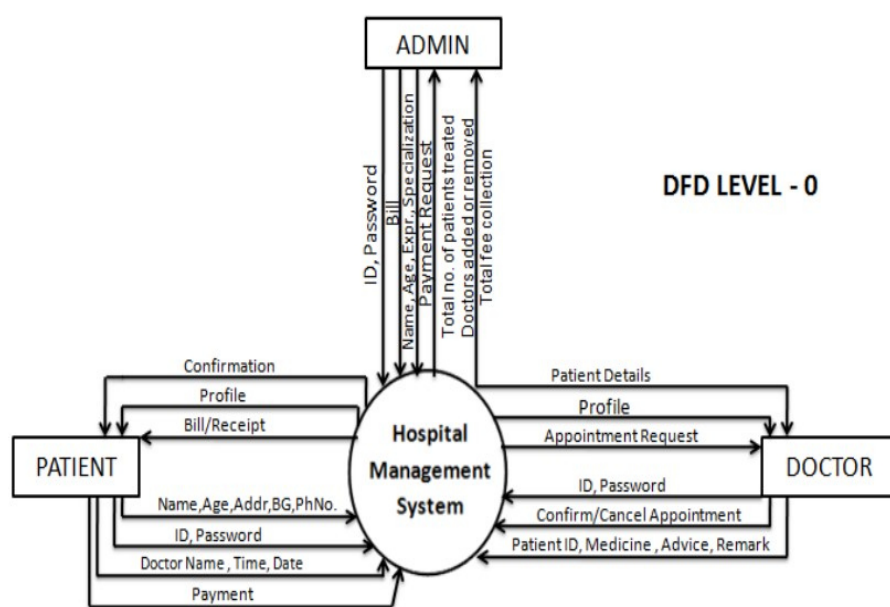 ADMIN
ID, Password
Bill
Name, Age, Expr., Specialization
Payment Request
Total no. of patients treated
Doctors added or removed
Total fee collection
DFD LEVEL - 0
Confirmation
Profile
Bill/Receipt
PATIENT
Name,Age,Addr,BG,PhNo.
ID, Password
Doctor Name , Time, Date
Payment
Hospital
Management
System
Patient Details
Profile
Appointment Request
DOCTOR
ID, Password
Confirm/Cancel Appointment
Patient ID, Medicine , Advice, Remark